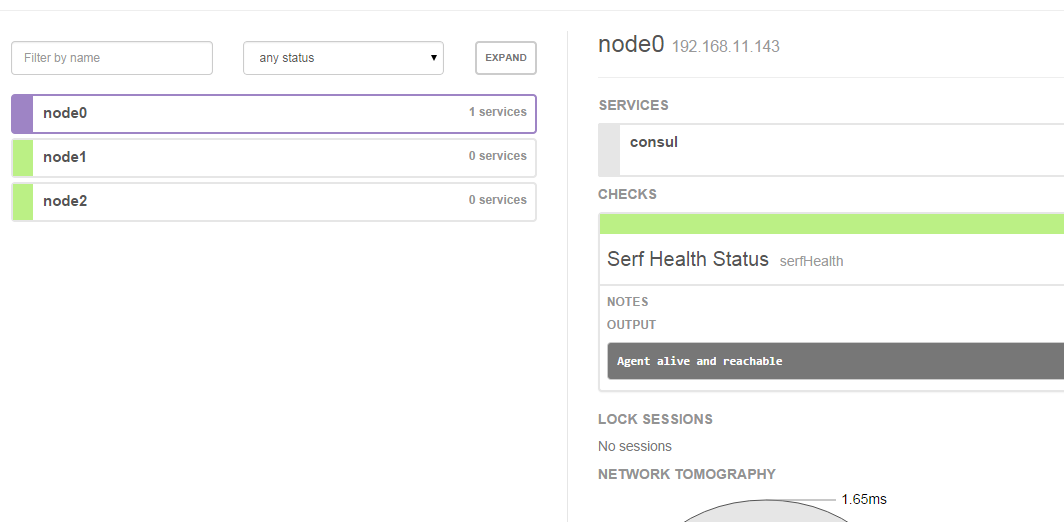 Filter by name
any status
EXPAND
node0 1 services
node1 0 services
node2 0 services
node0 192.168.11.143
SERVICES
consul
CHECKS
Serf Health Status serfHealth
NOTES
OUTPUT
Agent alive and reachable
LOCK SESSIONS
No sessions
NETWORK TOMOGRAPHY
1.65ms